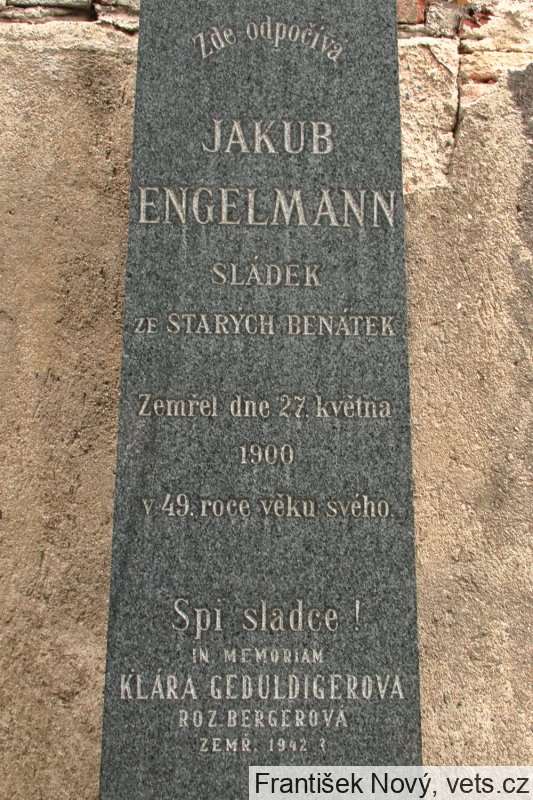 Zde odpočívá
JAKUB
ENGELMANN
SLÁDEK
ZE STARÝCH BENÁTEK
Zemřel dne 27. května
1900
v 49. roce věku svého.
Spi sladce !
IN MEMORIAM
KLÁRA GEDULDIGEROVÁ
ROZ. BERGEROVÁ
ZEMŘ. 1942 ?
František Nový, vets.cz